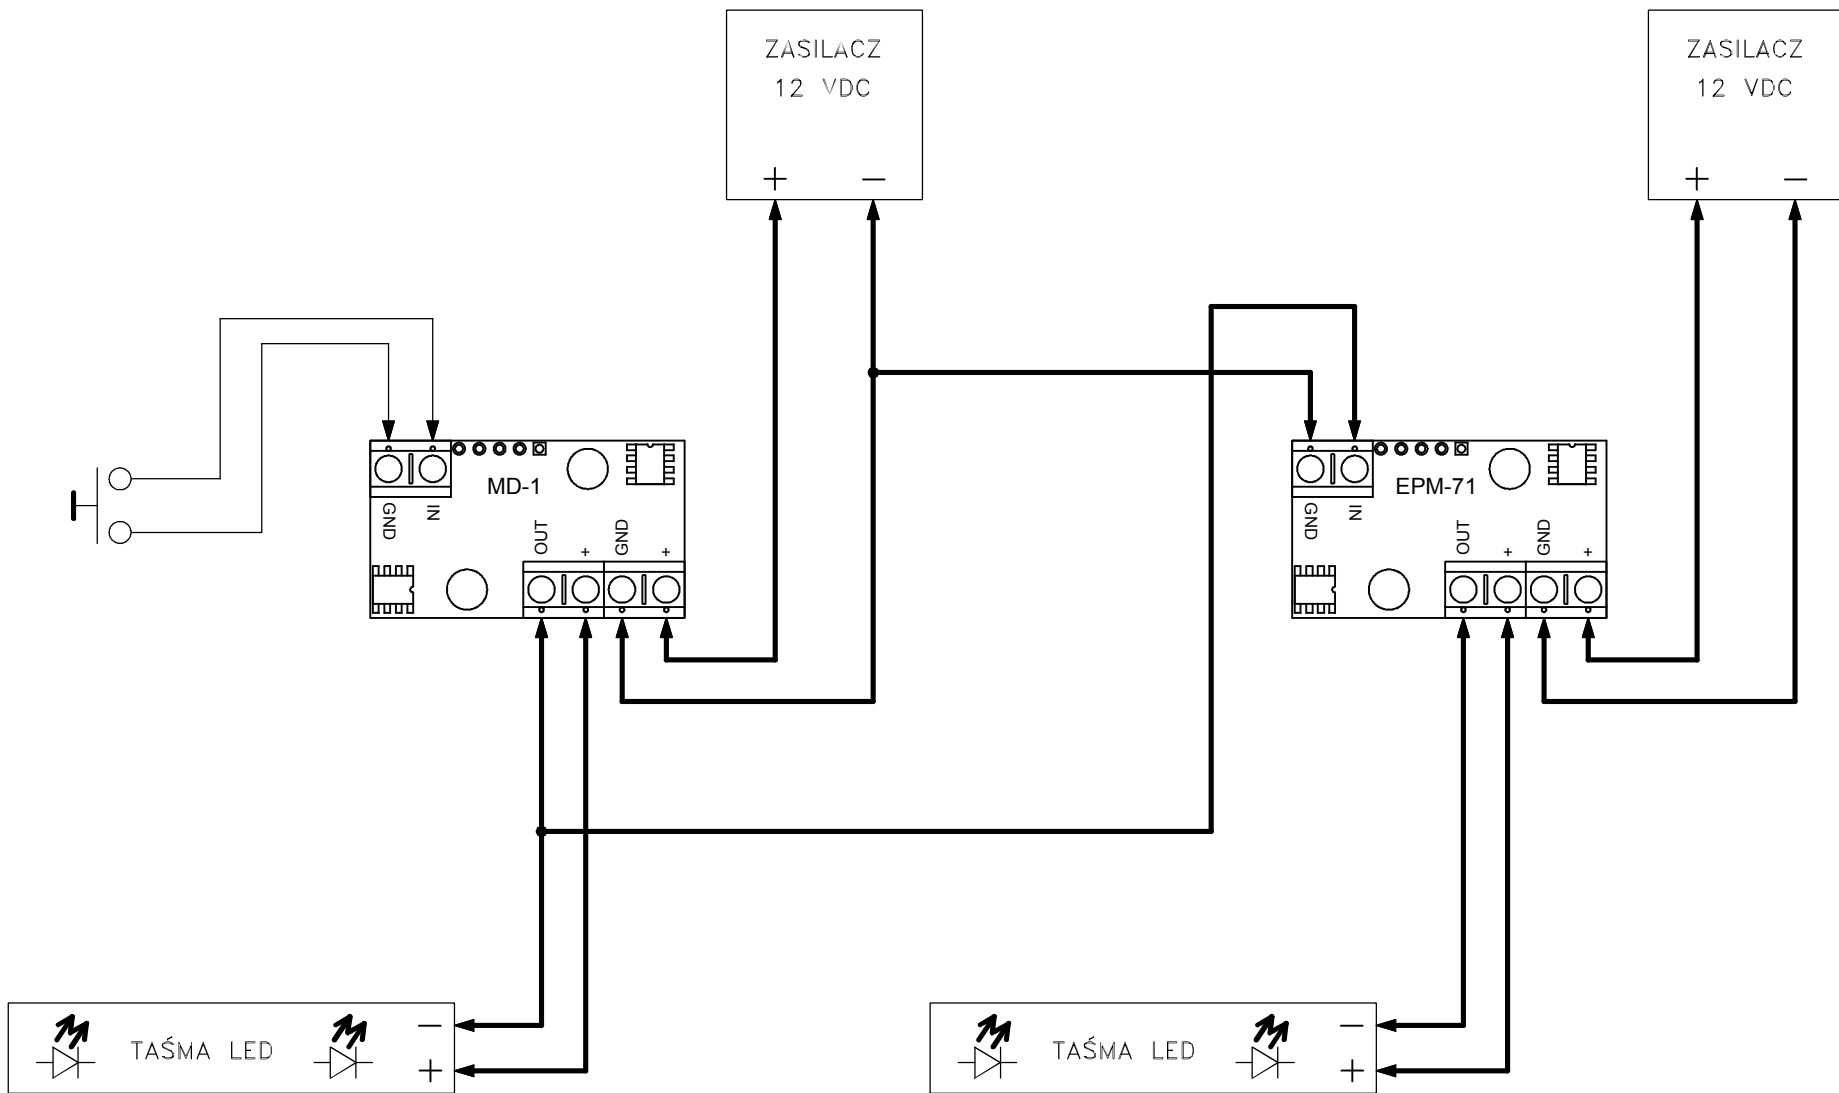 ZASILACZ
12 VDC
+ −
ZASILACZ
12 VDC
+ −
MD-1
GND
IN
OUT
+
GND
+
EPM-71
GND
IN
OUT
+
GND
+
TAŚMA LED
−
+
TAŚMA LED
−
+